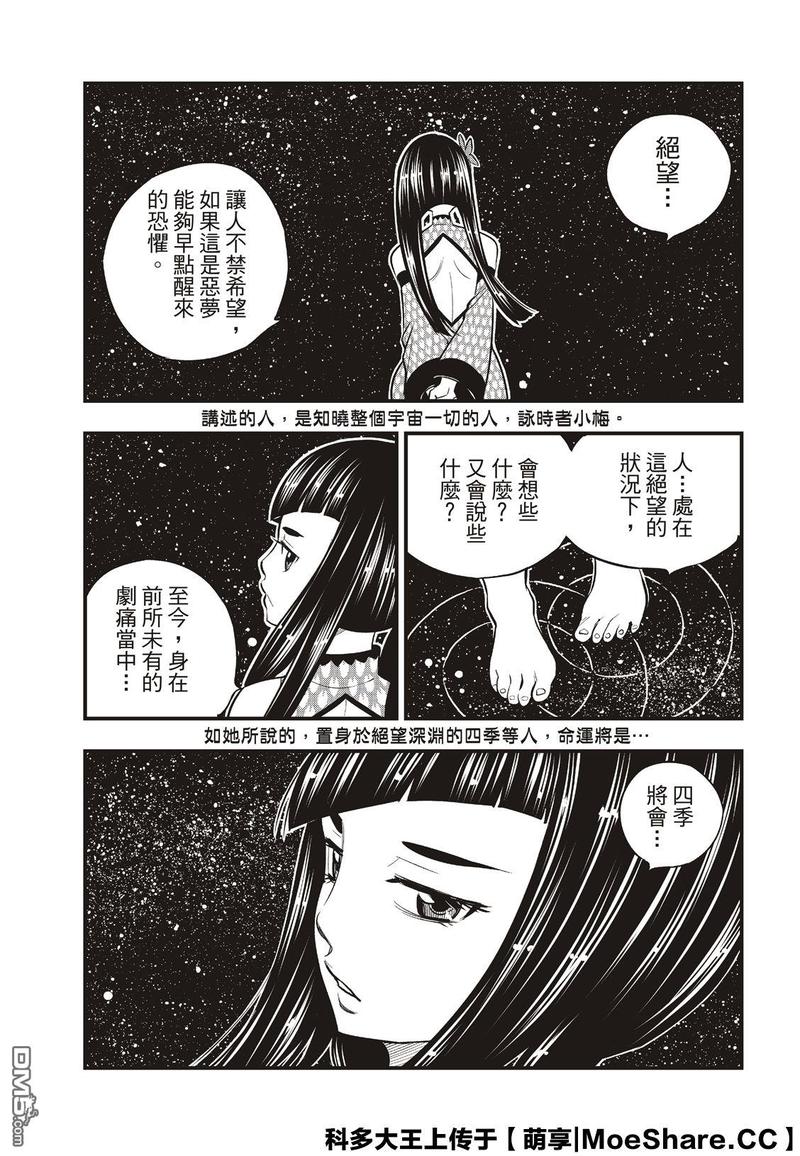 絕望…
讓人不禁希望，
如果這是惡夢
能夠早點醒來
的恐懼。
講述的人，是知曉整個宇宙一切的人，詠時者小梅。
人…處在
這絕望的
狀況下，
會想些
什麼？
又會說些
什麼？
至今，身在
前所未有的
劇痛當中…
如她所說的，置身於絕望深淵的四季等人，命運將是…
四季
將會…
DM5.com
科多大王上传于【萌享|MoeShare.CC】